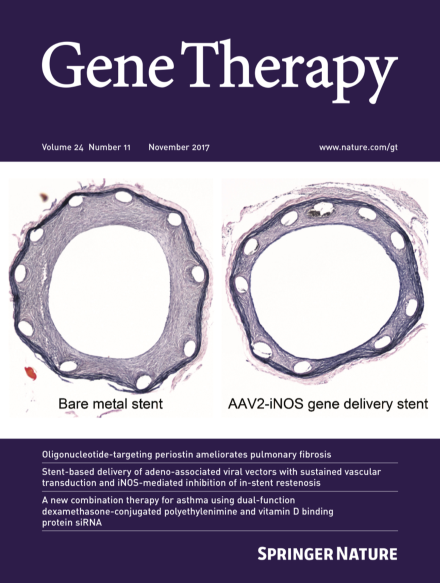 Gene Therapy
Volume 24 Number 11 November 2017 www.nature.com/gt
Bare metal stent AAV2-iNOS gene delivery stent
Oligonucleotide-targeting periostin ameliorates pulmonary fibrosis
Stent-based delivery of adeno-associated viral vectors with sustained vascular
transduction and iNOS-mediated inhibition of in-stent restenosis
A new combination therapy for asthma using dual-function
dexamethasone-conjugated polyethylenimine and vitamin D binding
protein siRNA
SPRINGER NATURE